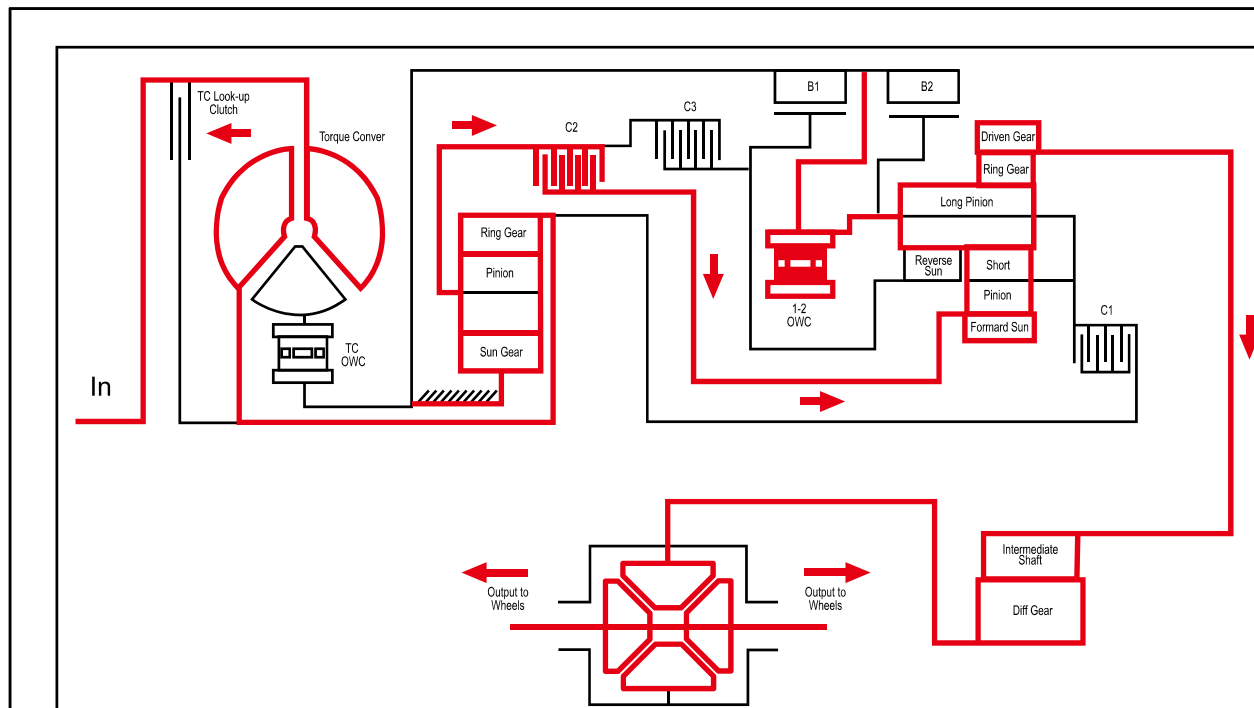 TC Look-up
Clutch
Torque Conver
C2
C3
B1
B2
Driven Gear
Ring Gear
Long Pinion
Ring Gear
Pinion
Reverse
Sun
Short
Pinion
Formard Sun
C1
1-2
OWC
TC
OWC
Sun Gear
In
Intermediate
Shaft
Diff Gear
Output to
Wheels
Output to
Wheels